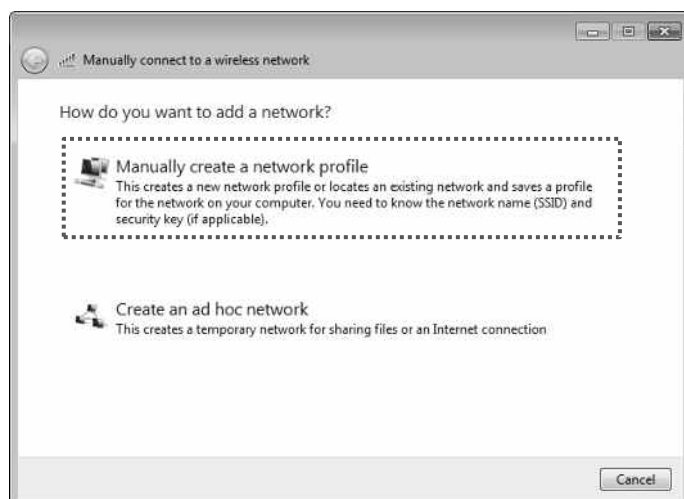 Manually connect to a wireless network
How do you want to add a network?
Manually create a network profile
This creates a new network profile or locates an existing network and saves a profile
for the network on your computer. You need to know the network name (SSID) and
security key (if applicable).
Create an ad hoc network
This creates a temporary network for sharing files or an Internet connection
Cancel